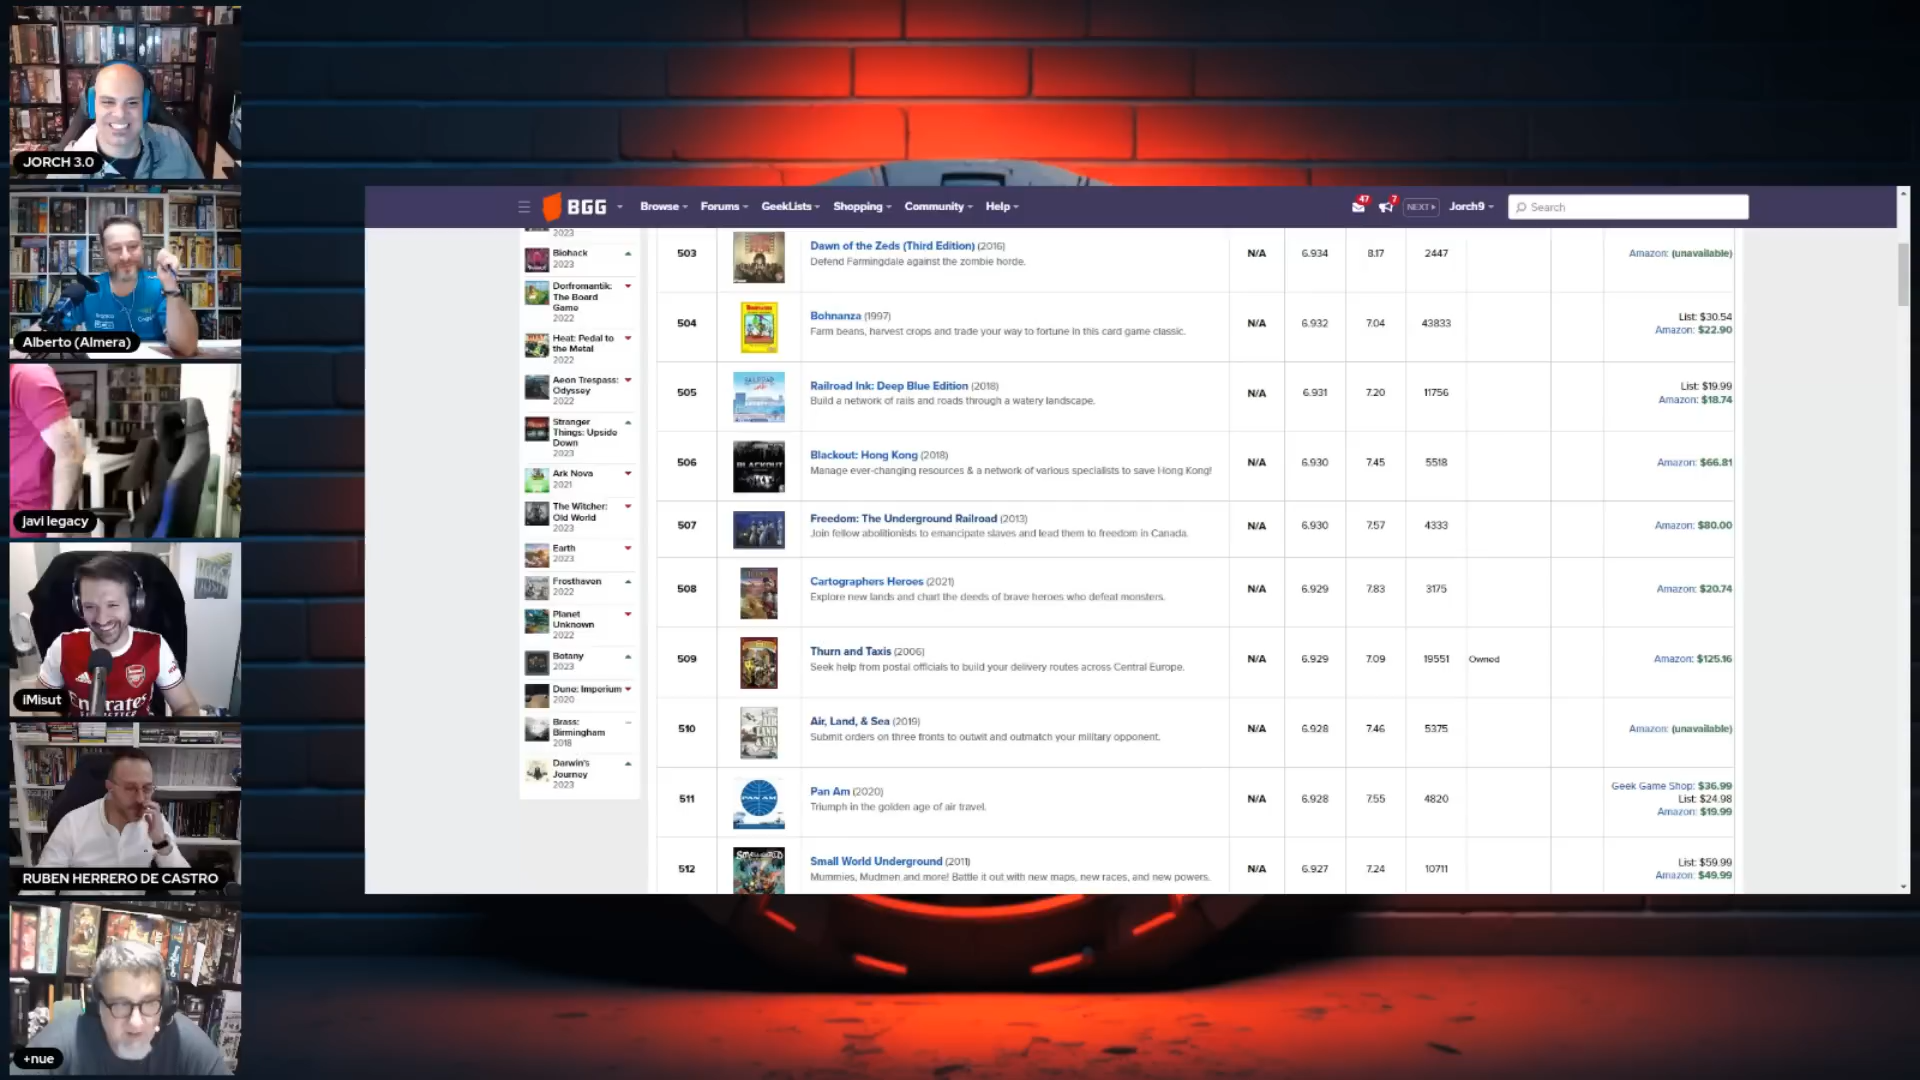 JORCH 3.0
Alberto (Almera)
javi legacy
iMisut
RUBEN HERRERO DE CASTRO
+nue
BGG
Browse
Forums
GeekLists
Shopping
Community
Help
47
7
NEXT
Jorch9
Search
2023
Biohack
2023
Dorfromantik:
The Board
Game
2022
Heat: Pedal to
the Metal
2022
Aeon Trespass:
Odyssey
2022
Stranger
Things: Upside
Down
2023
Ark Nova
2021
The Witcher:
Old World
2023
Earth
2023
Frosthaven
2022
Planet
Unknown
2022
Botany
2023
Dune: Imperium
2020
Brass:
Birmingham
2018
Darwin's
Journey
2023
503 Dawn of the Zeds (Third Edition) (2016) N/A 6.934 8.17 2447 Amazon: (unavailable)
Defend Farmingdale against the zombie horde.
504 Bohnanza (1997) N/A 6.932 7.04 43833 List: $30.54
Farm beans, harvest crops and trade your way to fortune in this card game classic. Amazon: $22.90
505 Railroad Ink: Deep Blue Edition (2018) N/A 6.931 7.20 11756 List: $19.99
Build a network of rails and roads through a watery landscape. Amazon: $18.74
506 Blackout: Hong Kong (2018) N/A 6.930 7.45 5518 Amazon: $66.81
Manage ever-changing resources & a network of various specialists to save Hong Kong!
BLACKOUT
507 Freedom: The Underground Railroad (2013) N/A 6.930 7.57 4333 Amazon: $80.00
Join fellow abolitionists to emancipate slaves and lead them to freedom in Canada.
508 Cartographers Heroes (2021) N/A 6.929 7.83 3175 Amazon: $20.74
Explore new lands and chart the deeds of brave heroes who defeat monsters.
509 Thurn and Taxis (2006) N/A 6.929 7.09 19551 Owned Amazon: $125.16
Seek help from postal officials to build your delivery routes across Central Europe.
510 Air, Land, & Sea (2019) N/A 6.928 7.46 5375 Amazon: (unavailable)
Submit orders on three fronts to outwit and outmatch your military opponent.
511 Pan Am (2020) N/A 6.928 7.55 4820 Geek Game Shop: $36.99
Triumph in the golden age of air travel. List: $24.98
Amazon: $19.99
PAN AM
512 Small World Underground (2011) N/A 6.927 7.24 10711 List: $59.99
Mummies, Mudmen and more! Battle it out with new maps, new races, and new powers. Amazon: $49.99